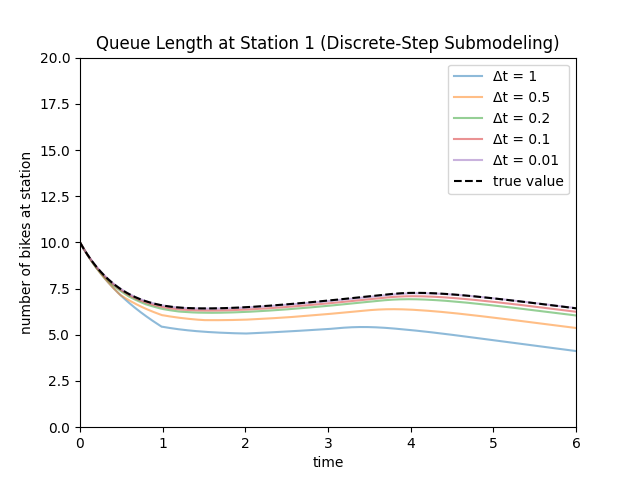 Queue Length at Station 1 (Discrete-Step Submodeling)
number of bikes at station
20.0
17.5
15.0
12.5
10.0
7.5
5.0
2.5
0.0
Δt = 1
Δt = 0.5
Δt = 0.2
Δt = 0.1
Δt = 0.01
true value
0 1 2 3 4 5 6
time